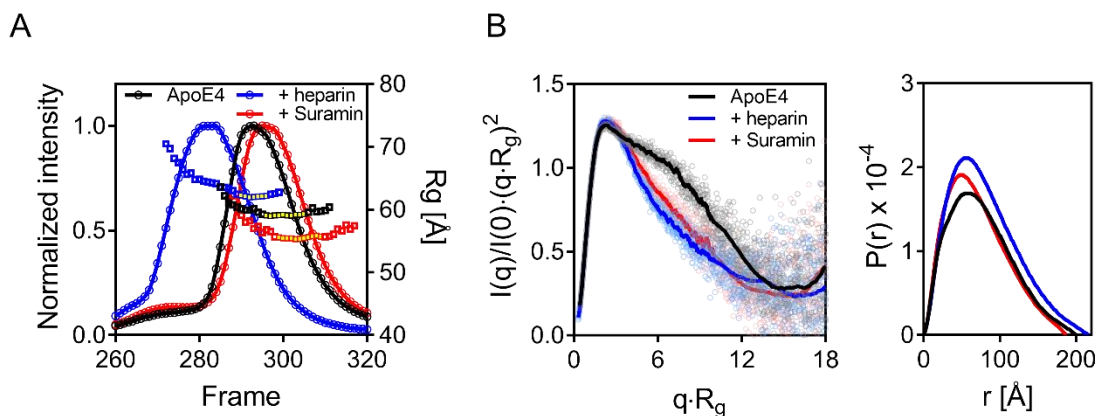 A
Normalized intensity
1.0
0.5
0.0
260
280
300
320
Frame
80
70
60
50
40
Rg [Å]
ApoE4
+ heparin
+ Suramin
B
I(q)/I(0)·(q·Rg)²
1.5
1.0
0.5
0.0
0
6
12
18
q·Rg
ApoE4
+ heparin
+ Suramin
P(r) x 10⁻⁴
3
2
1
0
0
100
200
r [Å]